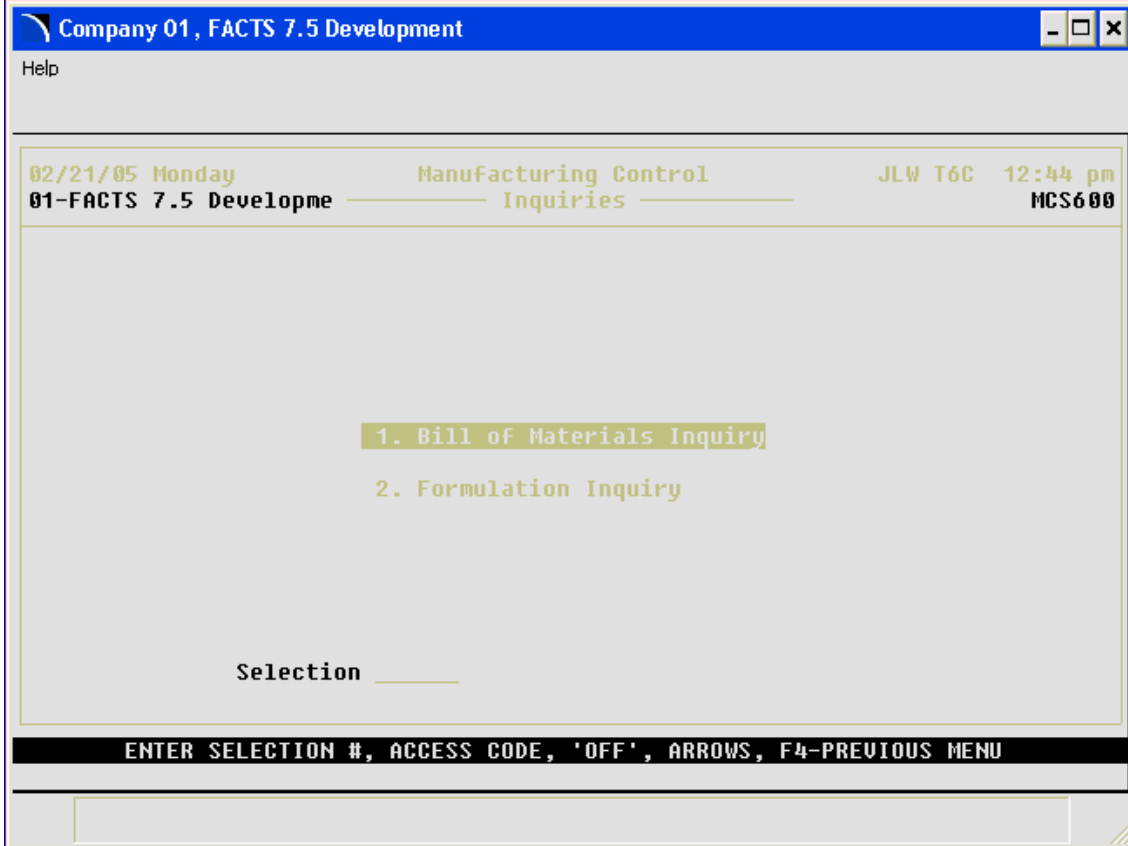 Company 01, FACTS 7.5 Development
Help
02/21/05 Monday Manufacturing Control JLW T6C 12:44 pm
01-FACTS 7.5 Developme Inquiries MCS600
1. Bill of Materials Inquiry
2. Formulation Inquiry
Selection ______
ENTER SELECTION #, ACCESS CODE, 'OFF', ARROWS, F4-PREVIOUS MENU